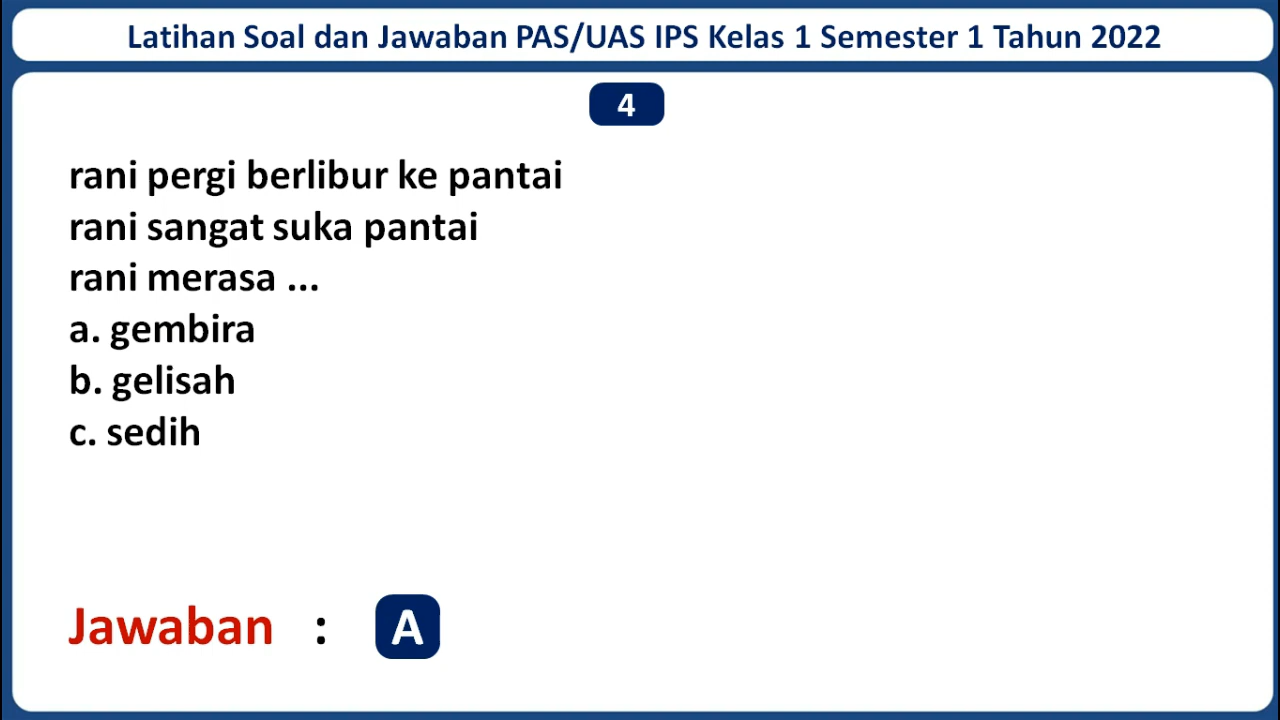 Latihan Soal dan Jawaban PAS/UAS IPS Kelas 1 Semester 1 Tahun 2022
4
rani pergi berlibur ke pantai
rani sangat suka pantai
rani merasa ...
a. gembira
b. gelisah
c. sedih
Jawaban : A